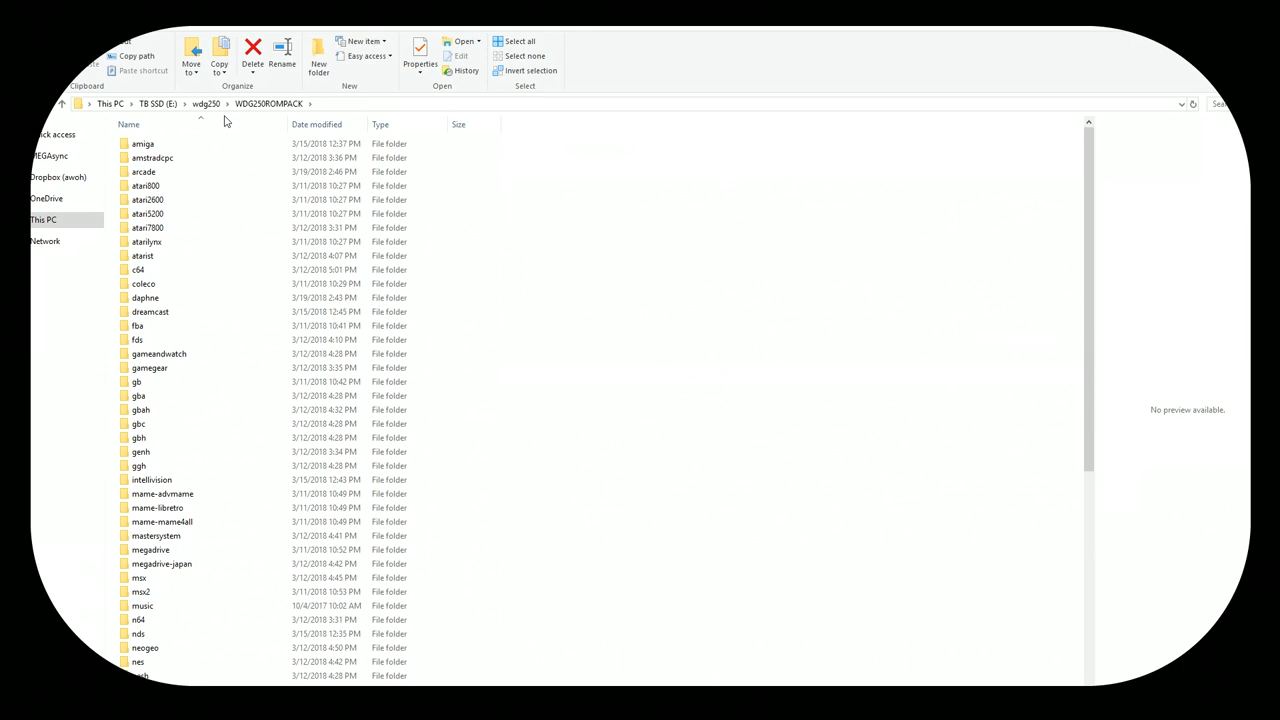 Copy path
Paste shortcut
Clipboard
Move to
Copy to
Delete
Rename
Organize
New folder
New item
Easy access
New
Properties
Open
Edit
History
Open
Select all
Select none
Invert selection
Select
This PC > TB SSD (E:) > wdg250 > WDG250ROMPACK >
ck access
MEGAsync
Dropbox (awoh)
OneDrive
This PC
Network
Name Date modified Type Size
amiga 3/15/2018 12:37 PM File folder
amstradcpc 3/12/2018 3:36 PM File folder
arcade 3/19/2018 2:46 PM File folder
atari800 3/11/2018 10:27 PM File folder
atari2600 3/11/2018 10:27 PM File folder
atari5200 3/11/2018 10:27 PM File folder
atari7800 3/12/2018 3:31 PM File folder
atarilynx 3/11/2018 10:27 PM File folder
atarist 3/12/2018 4:07 PM File folder
c64 3/12/2018 5:01 PM File folder
coleco 3/11/2018 10:29 PM File folder
daphne 3/19/2018 2:43 PM File folder
dreamcast 3/15/2018 12:45 PM File folder
fba 3/11/2018 10:41 PM File folder
fds 3/12/2018 4:10 PM File folder
gameandwatch 3/12/2018 4:28 PM File folder
gamegear 3/12/2018 3:35 PM File folder
gb 3/11/2018 10:42 PM File folder
gba 3/12/2018 4:28 PM File folder
gbah 3/12/2018 4:32 PM File folder
gbc 3/12/2018 4:28 PM File folder
gbh 3/12/2018 4:28 PM File folder
genh 3/12/2018 3:34 PM File folder
ggh 3/12/2018 4:28 PM File folder
intellivision 3/15/2018 12:43 PM File folder
mame-advmame 3/11/2018 10:49 PM File folder
mame-libretro 3/11/2018 10:49 PM File folder
mame-mame4all 3/11/2018 10:49 PM File folder
mastersystem 3/12/2018 4:41 PM File folder
megadrive 3/11/2018 10:52 PM File folder
megadrive-japan 3/12/2018 4:42 PM File folder
msx 3/12/2018 4:45 PM File folder
msx2 3/11/2018 10:53 PM File folder
music 10/4/2017 10:02 AM File folder
n64 3/12/2018 3:31 PM File folder
nds 3/15/2018 12:35 PM File folder
neogeo 3/12/2018 4:50 PM File folder
nes 3/12/2018 4:42 PM File folder
3/12/2018 4:28 PM File folder
No preview available.